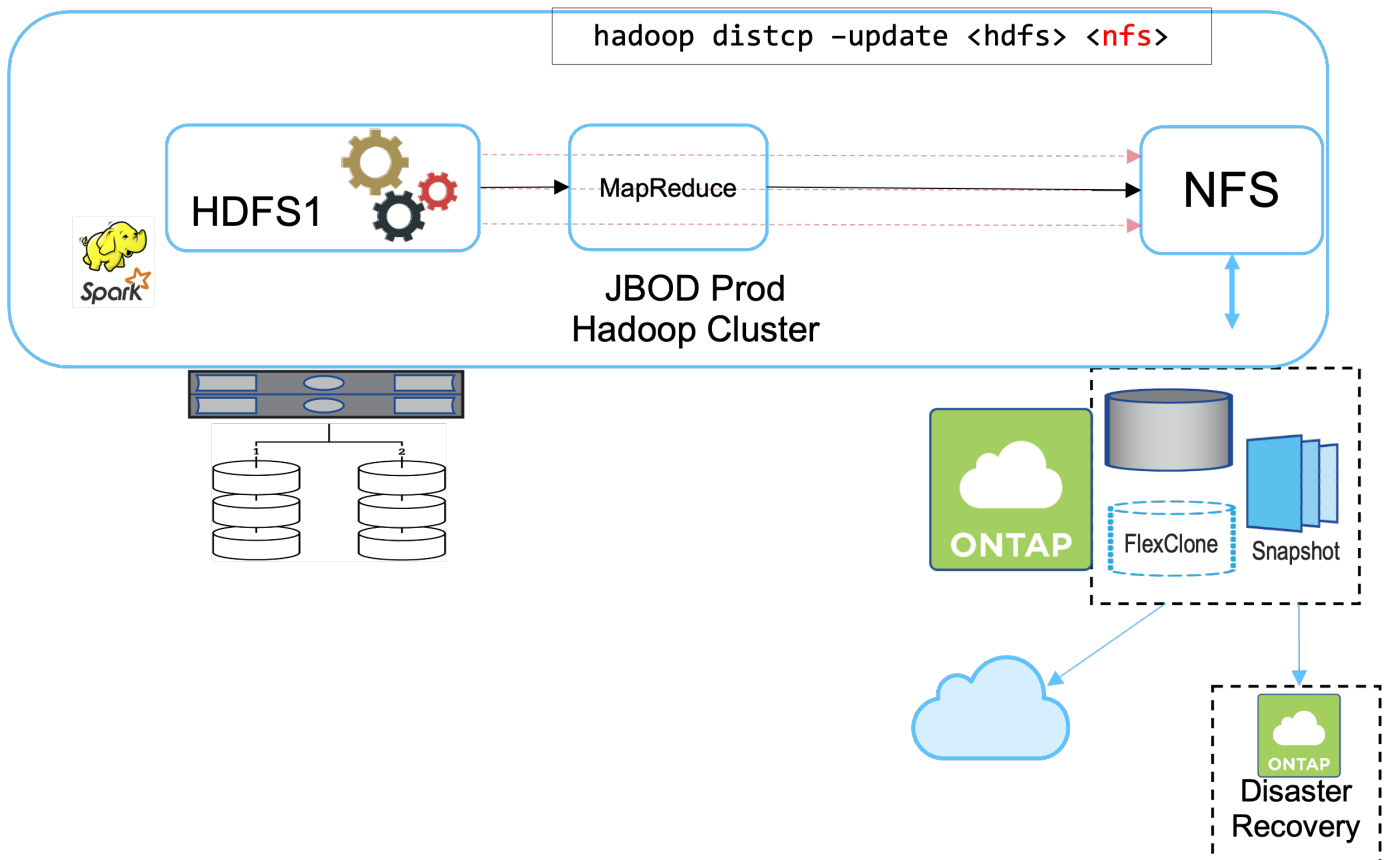 hadoop distcp –update <hdfs> <nfs>
HDFS1
MapReduce
NFS
Spark
JBOD Prod
Hadoop Cluster
1
2
ONTAP
FlexClone
Snapshot
ONTAP
Disaster
Recovery